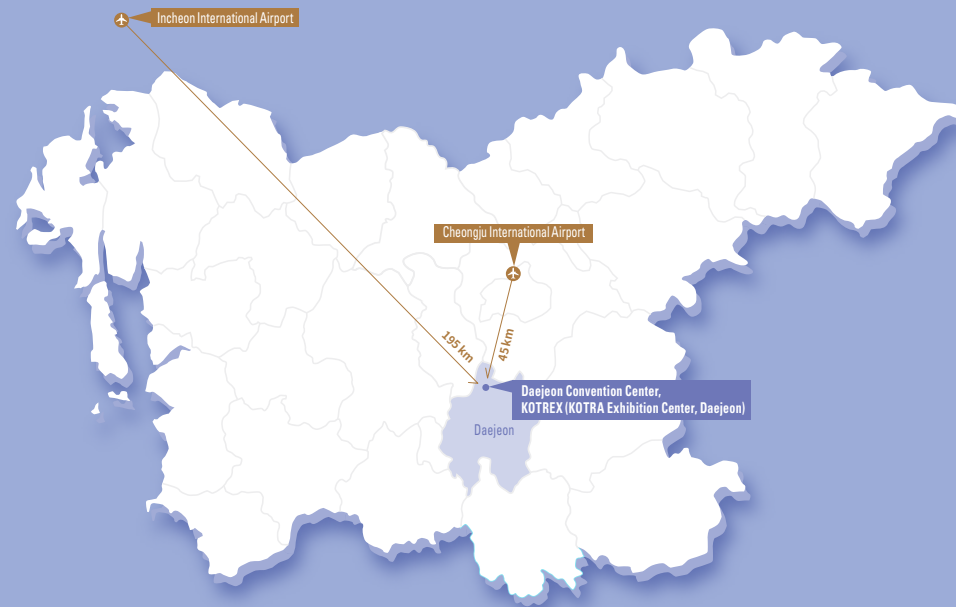 Incheon International Airport
Cheongju International Airport
195 km
45 km
Daejeon Convention Center,
KOTREX (KOTRA Exhibition Center, Daejeon)
Daejeon